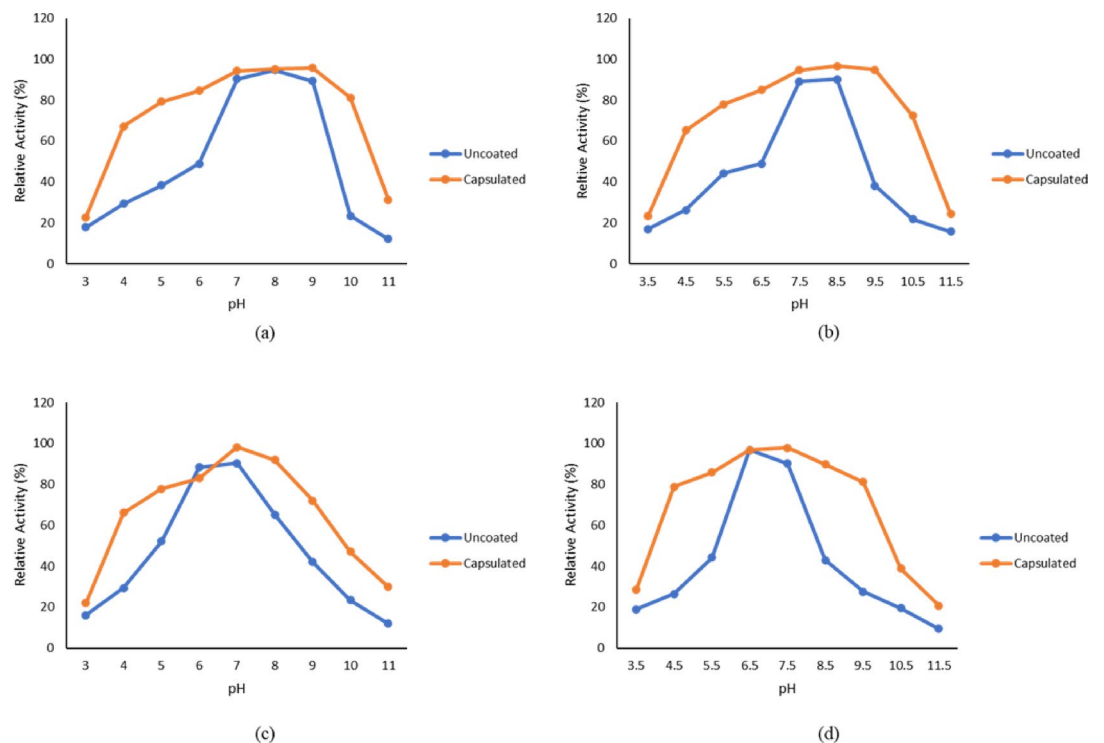 120
100
80
60
40
20
0
Relative Activity (%)
3 4 5 6 7 8 9 10 11
pH
Uncoated
Capsulated
(a)
120
100
80
60
40
20
0
Reltive Activity (%)
3.5 4.5 5.5 6.5 7.5 8.5 9.5 10.5 11.5
pH
Uncoated
Capsulated
(b)
120
100
80
60
40
20
0
Relative Activity (%)
3 4 5 6 7 8 9 10 11
pH
Uncoated
Capsulated
(c)
120
100
80
60
40
20
0
Relative Activity (%)
3.5 4.5 5.5 6.5 7.5 8.5 9.5 10.5 11.5
pH
Uncoated
Capsulated
(d)